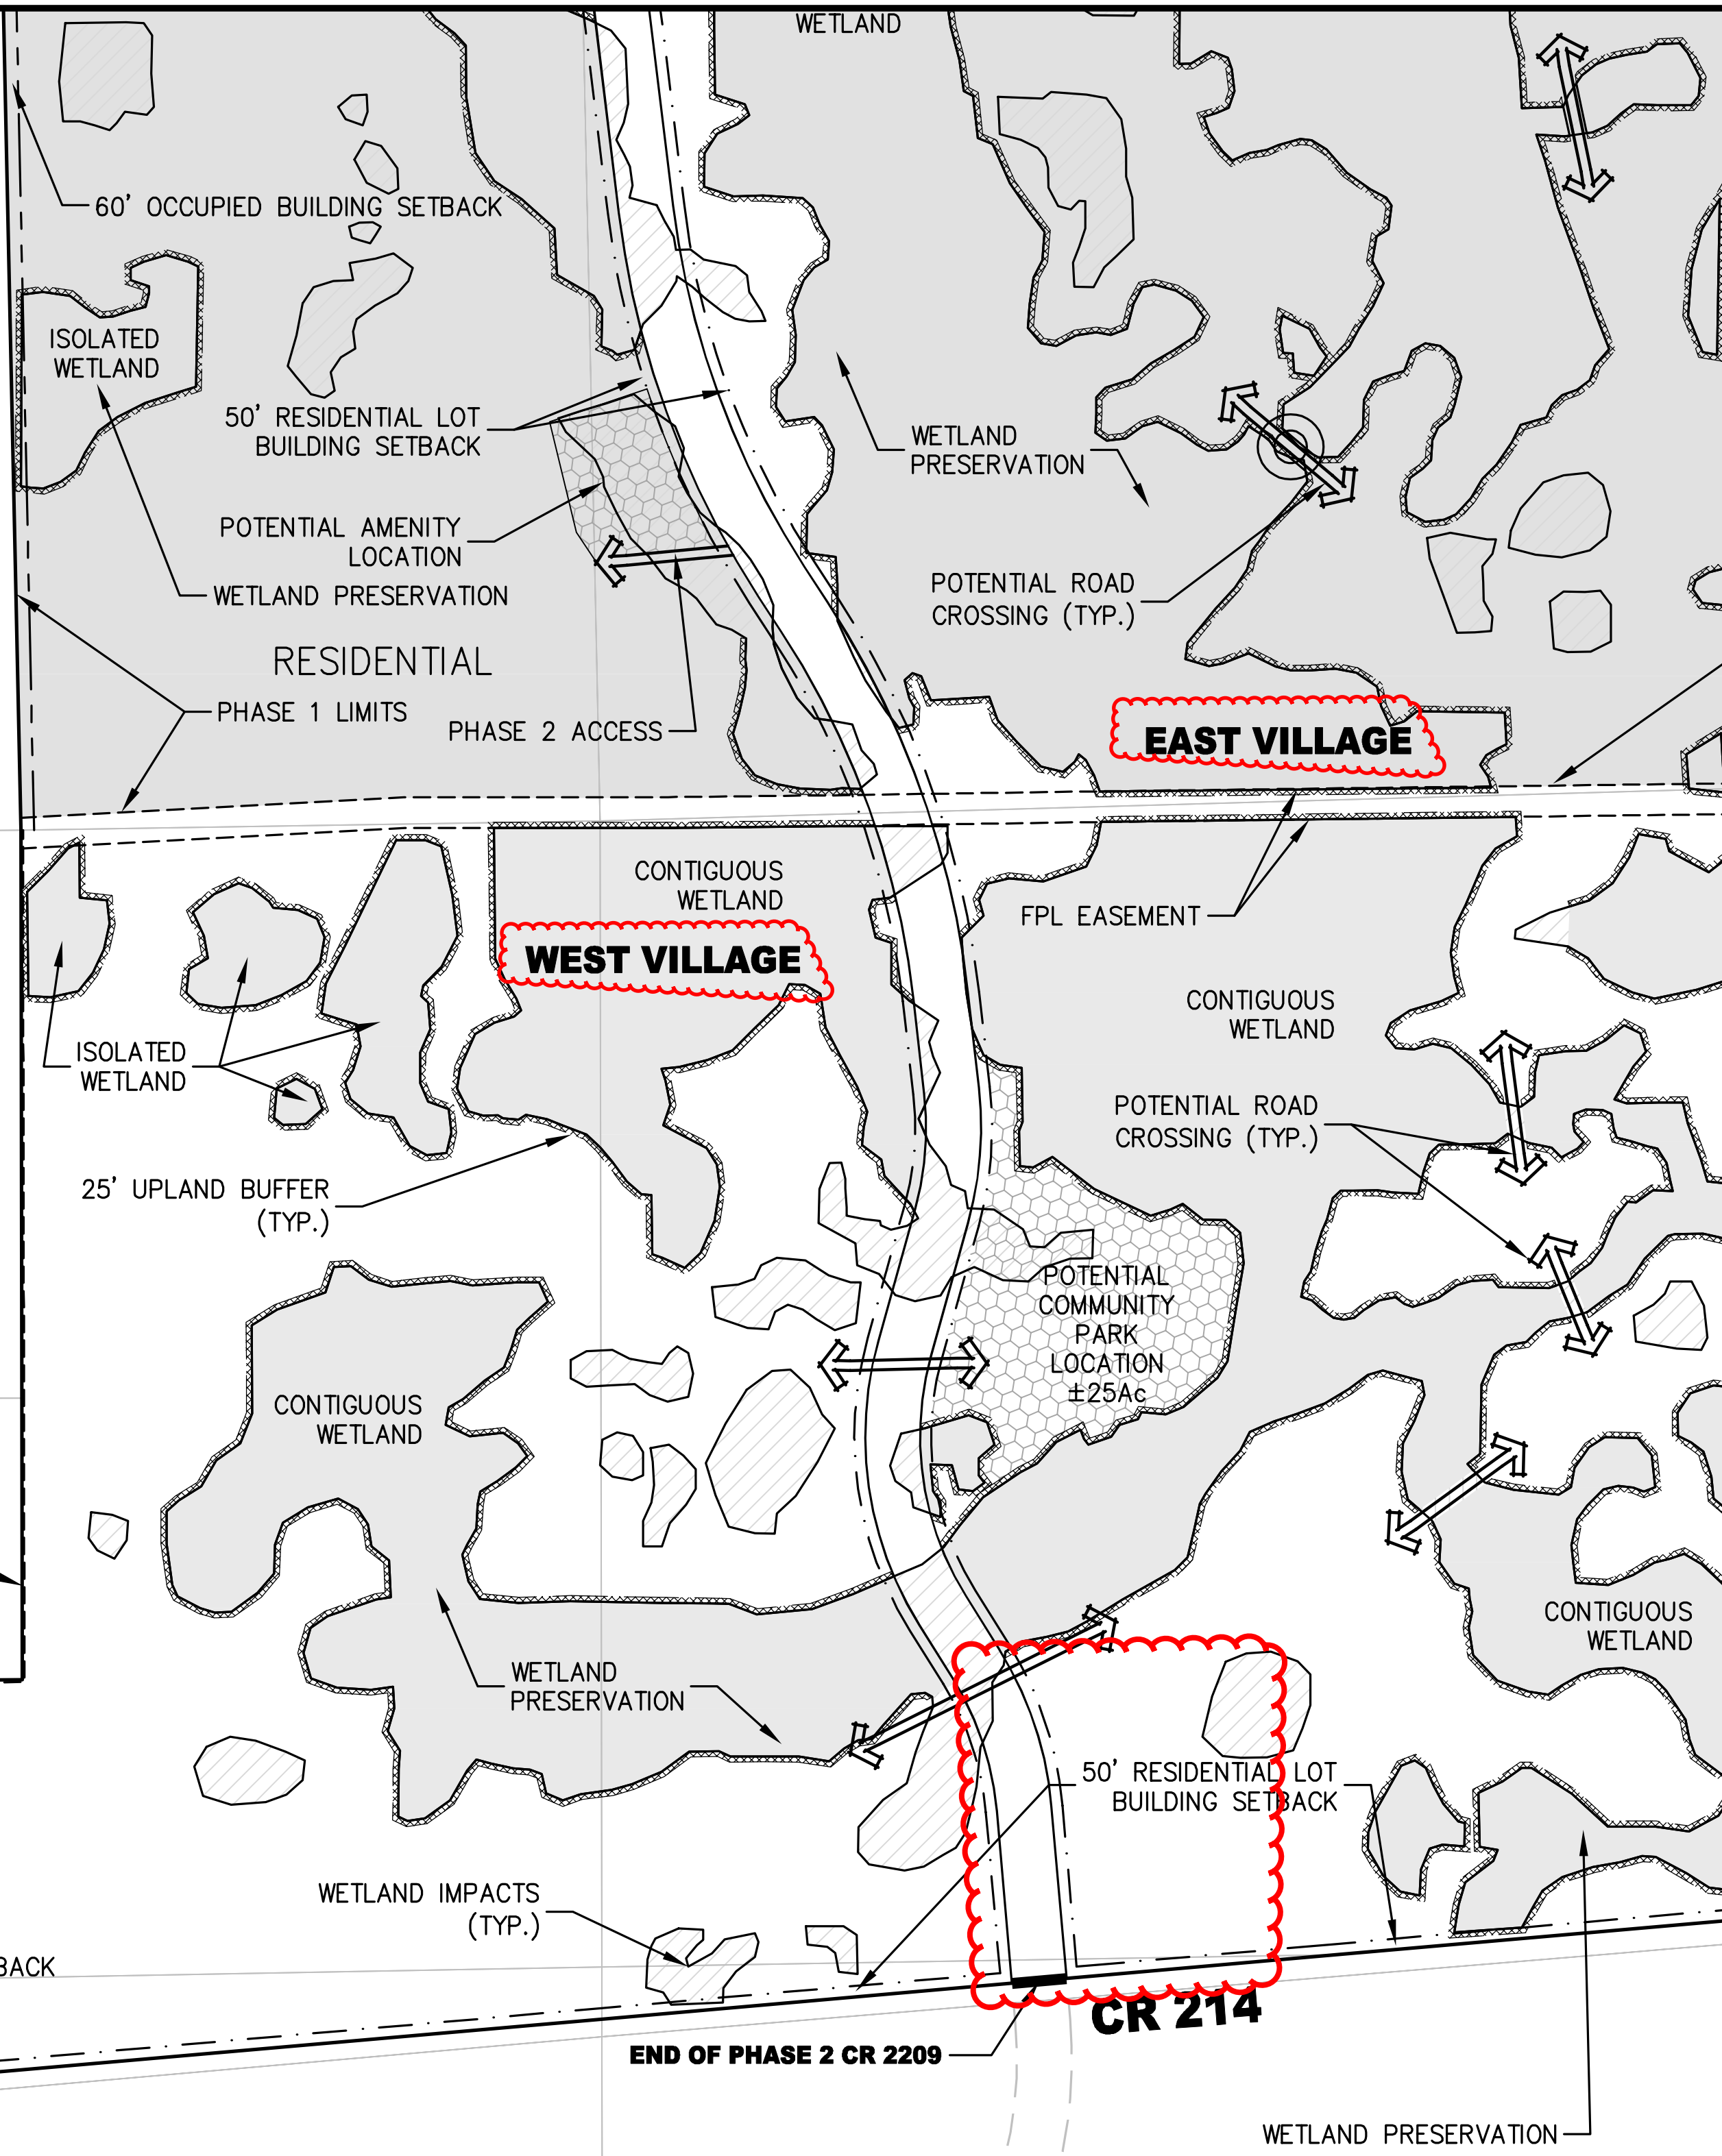 WETLAND
60' OCCUPIED BUILDING SETBACK
ISOLATED
WETLAND
50' RESIDENTIAL LOT
BUILDING SETBACK
WETLAND
PRESERVATION
POTENTIAL AMENITY
LOCATION
WETLAND PRESERVATION
POTENTIAL ROAD
CROSSING (TYP.)
RESIDENTIAL
PHASE 1 LIMITS
PHASE 2 ACCESS
EAST VILLAGE
CONTIGUOUS
WETLAND
FPL EASEMENT
WEST VILLAGE
CONTIGUOUS
WETLAND
ISOLATED
WETLAND
POTENTIAL ROAD
CROSSING (TYP.)
25' UPLAND BUFFER
(TYP.)
POTENTIAL
COMMUNITY
PARK
LOCATION
±25Ac
CONTIGUOUS
WETLAND
CONTIGUOUS
WETLAND
WETLAND
PRESERVATION
50' RESIDENTIAL LOT
BUILDING SETBACK
WETLAND IMPACTS
(TYP.)
BACK
CR 214
END OF PHASE 2 CR 2209
WETLAND PRESERVATION